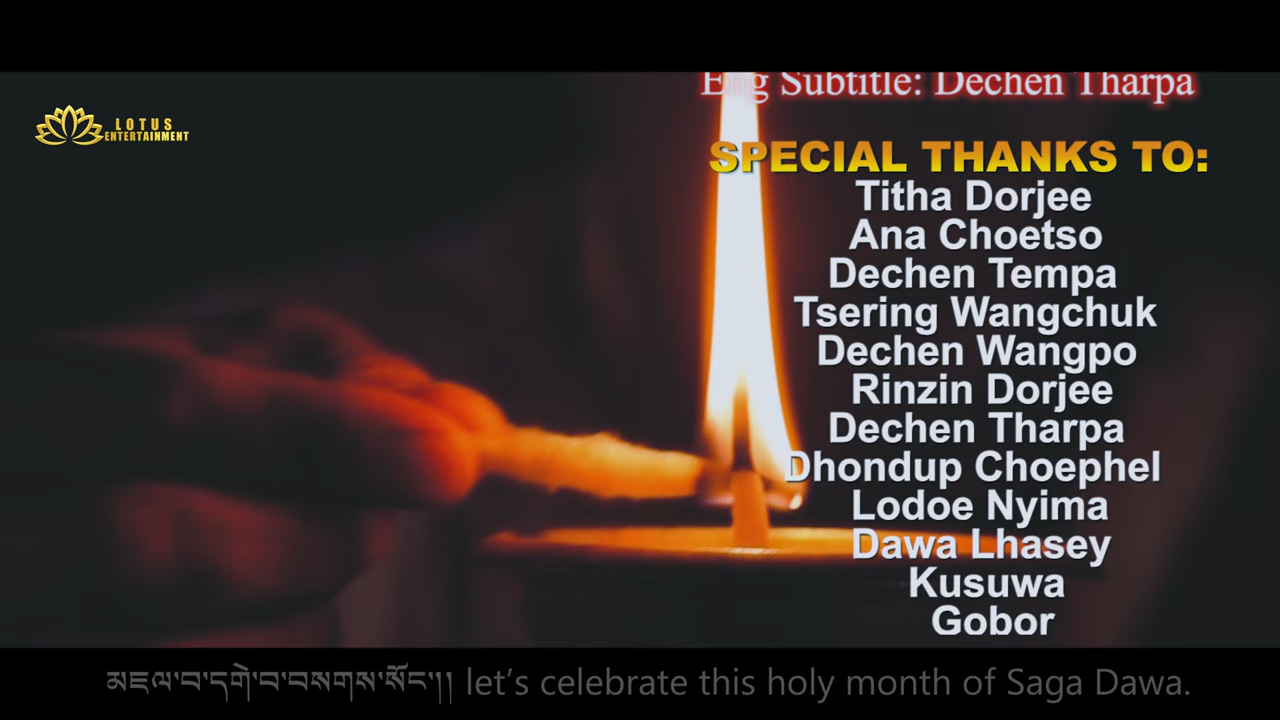 Eng Subtitle: Dechen Tharpa
LOTUS
ENTERTAINMENT
SPECIAL THANKS TO:
Titha Dorjee
Ana Choetso
Dechen Tempa
Tsering Wangchuk
Dechen Wangpo
Rinzin Dorjee
Dechen Tharpa
Dhondup Choephel
Lodoe Nyima
Dawa Lhasey
Kusuwa
Gobor
མཇལ་བ་དགེ་བ་བསགས་སོང་།། let’s celebrate this holy month of Saga Dawa.